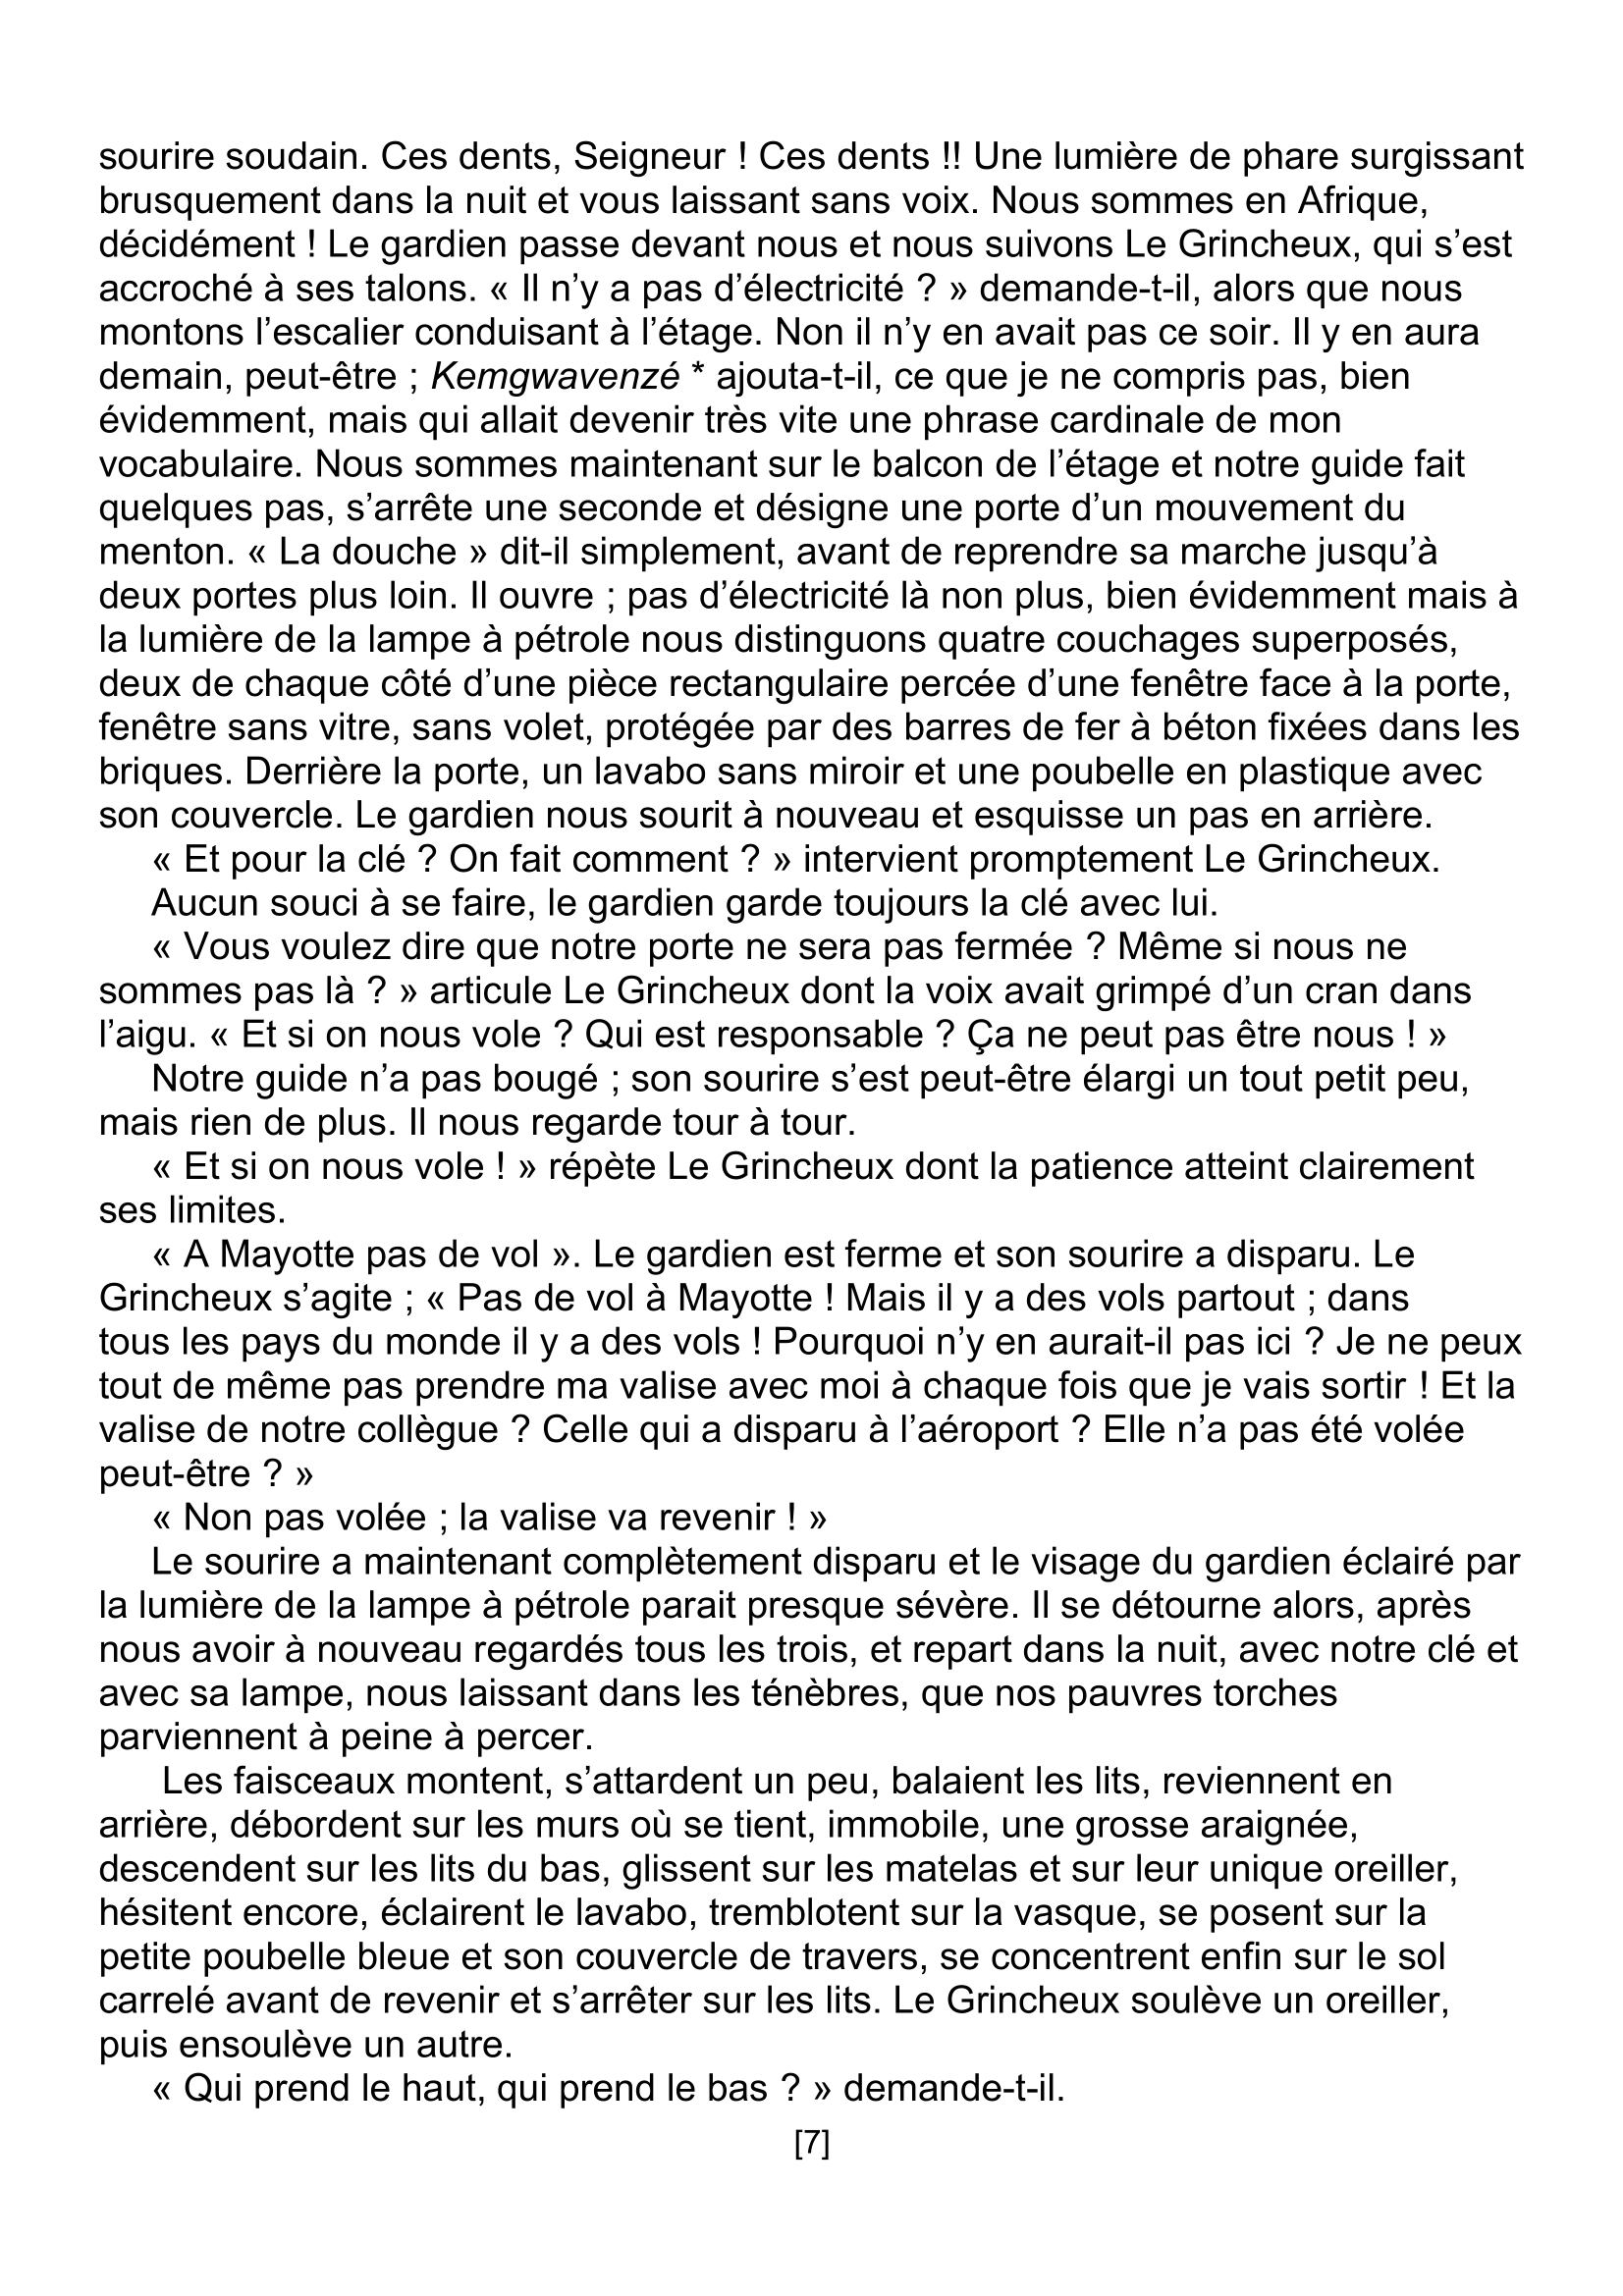 sourire soudain. Ces dents, Seigneur ! Ces dents !! Une lumière de phare surgissant
brusquement dans la nuit et vous laissant sans voix. Nous sommes en Afrique,
décidément ! Le gardien passe devant nous et nous suivons Le Grincheux, qui s’est
accroché à ses talons. « Il n’y a pas d’électricité ? » demande-t-il, alors que nous
montons l’escalier conduisant à l’étage. Non il n’y en avait pas ce soir. Il y en aura
demain, peut-être ; Kemgwavenzé * ajouta-t-il, ce que je ne compris pas, bien
évidemment, mais qui allait devenir très vite une phrase cardinale de mon
vocabulaire. Nous sommes maintenant sur le balcon de l’étage et notre guide fait
quelques pas, s’arrête une seconde et désigne une porte d’un mouvement du
menton. « La douche » dit-il simplement, avant de reprendre sa marche jusqu’à
deux portes plus loin. Il ouvre ; pas d’électricité là non plus, bien évidemment mais à
la lumière de la lampe à pétrole nous distinguons quatre couchages superposés,
deux de chaque côté d’une pièce rectangulaire percée d’une fenêtre face à la porte,
fenêtre sans vitre, sans volet, protégée par des barres de fer à béton fixées dans les
briques. Derrière la porte, un lavabo sans miroir et une poubelle en plastique avec
son couvercle. Le gardien nous sourit à nouveau et esquisse un pas en arrière.
« Et pour la clé ? On fait comment ? » intervient promptement Le Grincheux.
Aucun souci à se faire, le gardien garde toujours la clé avec lui.
« Vous voulez dire que notre porte ne sera pas fermée ? Même si nous ne
sommes pas là ? » articule Le Grincheux dont la voix avait grimpé d’un cran dans
l’aigu. « Et si on nous vole ? Qui est responsable ? Ça ne peut pas être nous ! »
Notre guide n’a pas bougé ; son sourire s’est peut-être élargi un tout petit peu,
mais rien de plus. Il nous regarde tour à tour.
« Et si on nous vole ! » répète Le Grincheux dont la patience atteint clairement
ses limites.
« A Mayotte pas de vol ». Le gardien est ferme et son sourire a disparu. Le
Grincheux s’agite ; « Pas de vol à Mayotte ! Mais il y a des vols partout ; dans
tous les pays du monde il y a des vols ! Pourquoi n’y en aurait-il pas ici ? Je ne peux
tout de même pas prendre ma valise avec moi à chaque fois que je vais sortir ! Et la
valise de notre collègue ? Celle qui a disparu à l’aéroport ? Elle n’a pas été volée
peut-être ? »
« Non pas volée ; la valise va revenir ! »
Le sourire a maintenant complètement disparu et le visage du gardien éclairé par
la lumière de la lampe à pétrole parait presque sévère. Il se détourne alors, après
nous avoir à nouveau regardés tous les trois, et repart dans la nuit, avec notre clé et
avec sa lampe, nous laissant dans les ténèbres, que nos pauvres torches
parviennent à peine à percer.
Les faisceaux montent, s’attardent un peu, balaient les lits, reviennent en
arrière, débordent sur les murs où se tient, immobile, une grosse araignée,
descendent sur les lits du bas, glissent sur les matelas et sur leur unique oreiller,
hésitent encore, éclairent le lavabo, tremblotent sur la vasque, se posent sur la
petite poubelle bleue et son couvercle de travers, se concentrent enfin sur le sol
carrelé avant de revenir et s’arrêter sur les lits. Le Grincheux soulève un oreiller,
puis ensoulève un autre.
« Qui prend le haut, qui prend le bas ? » demande-t-il.
[7]